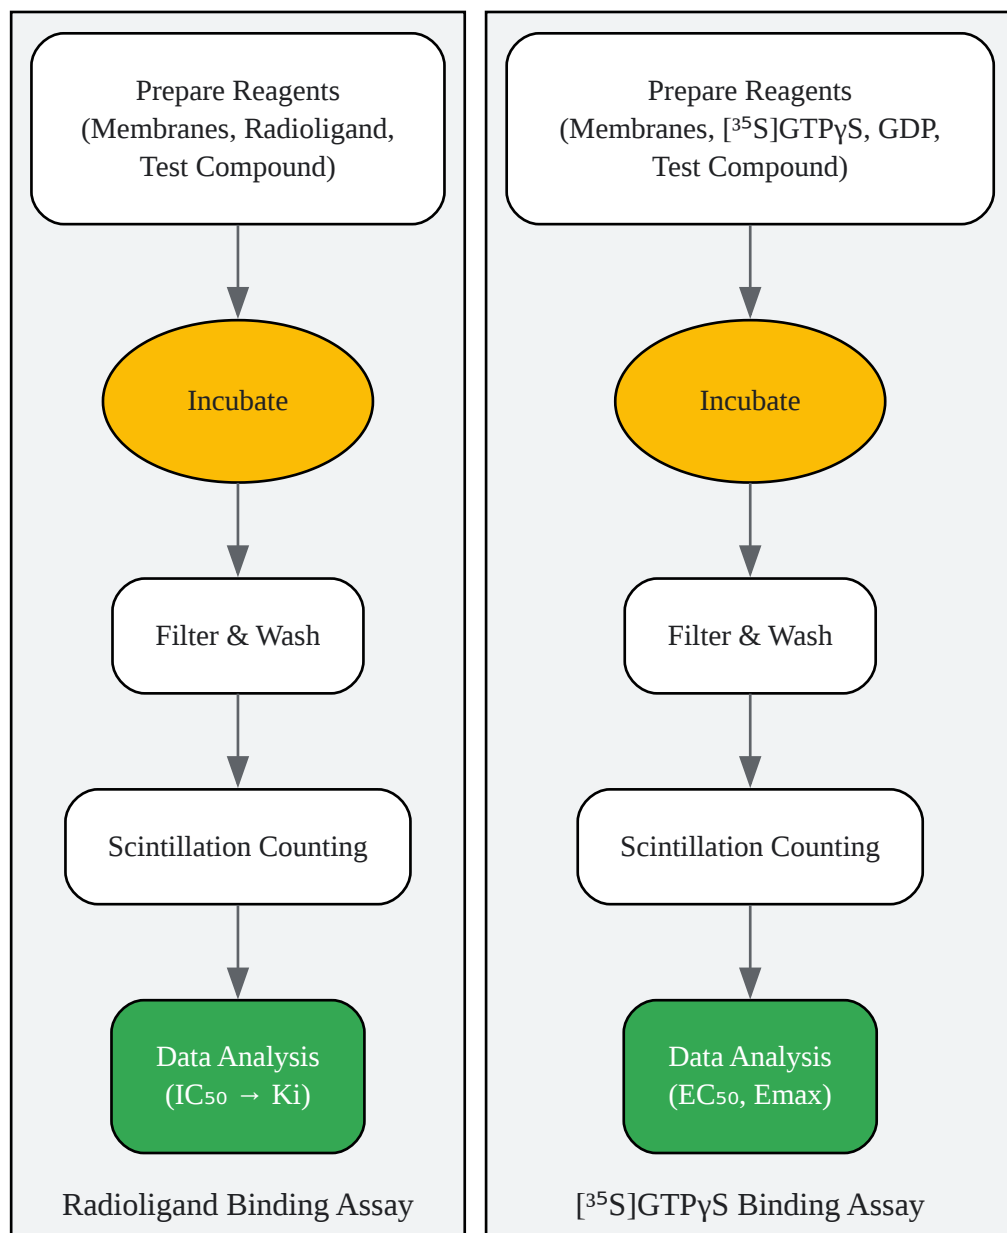 Prepare Reagents
(Membranes, Radioligand,
Test Compound)
Incubate
Filter & Wash
Scintillation Counting
Data Analysis
(IC₅₀ → Ki)
Radioligand Binding Assay
Prepare Reagents
(Membranes, [³⁵S]GTPγS, GDP,
Test Compound)
Incubate
Filter & Wash
Scintillation Counting
Data Analysis
(EC₅₀, Emax)
[³⁵S]GTPγS Binding Assay